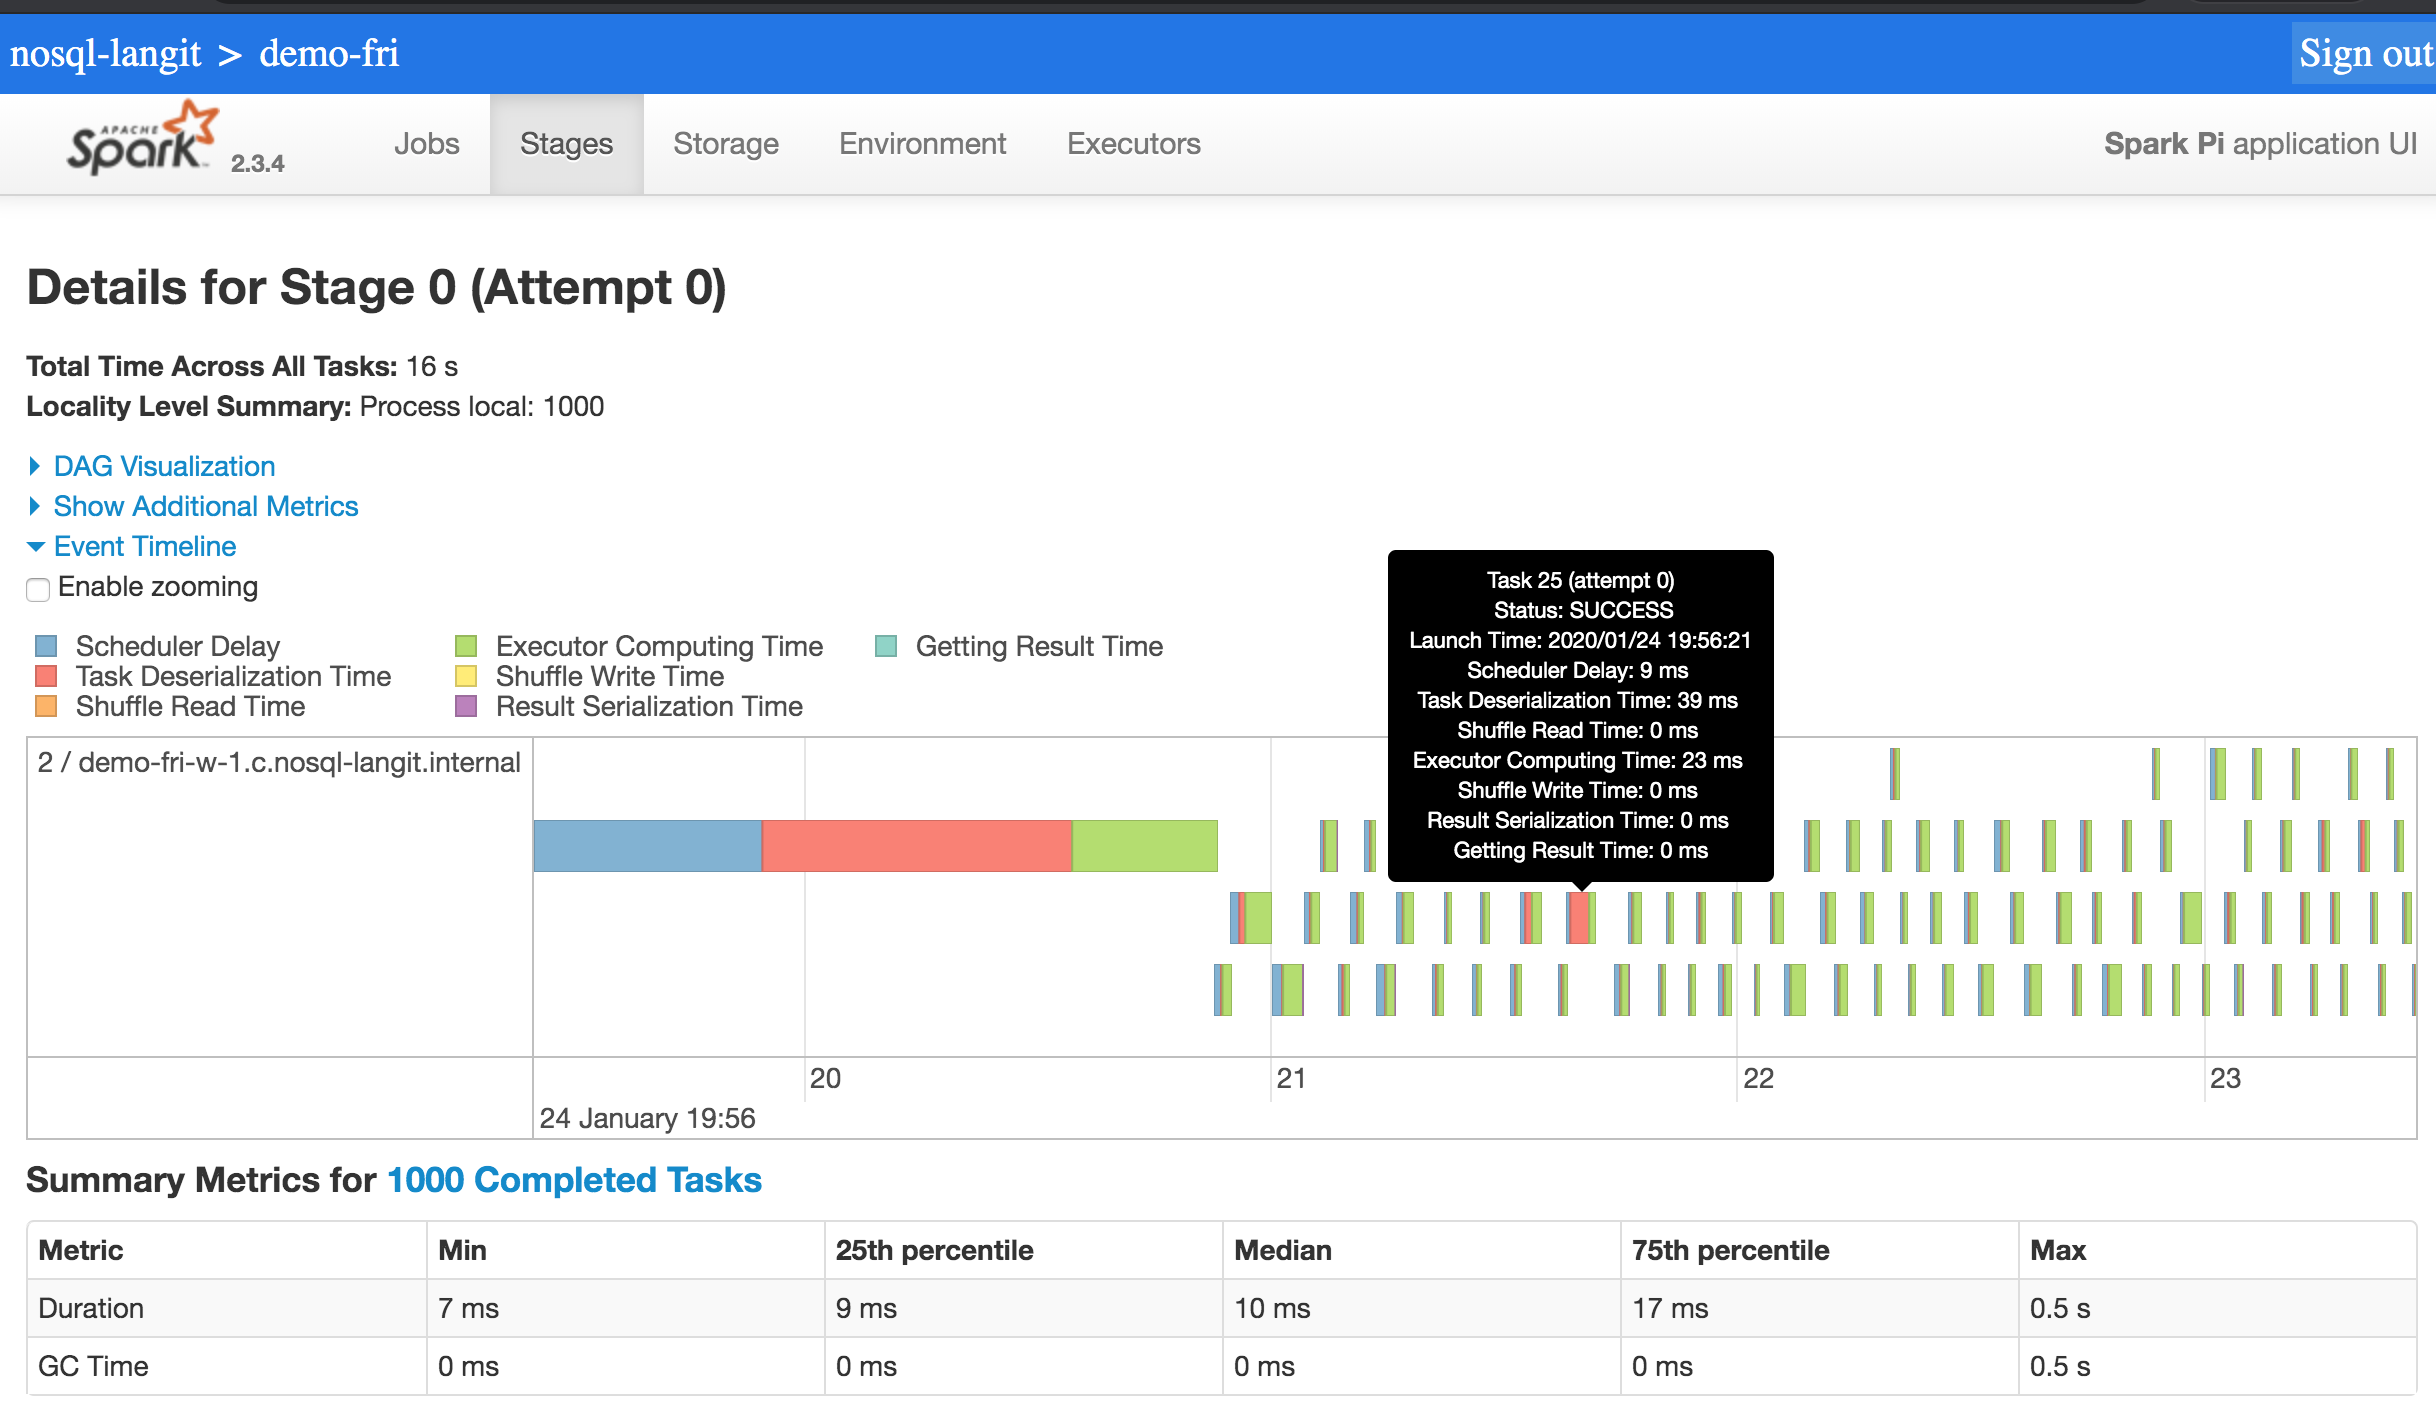 nosql-langit > demo-fri
Sign out
APACHE
Spark™ 2.3.4
Jobs
Stages
Storage
Environment
Executors
Spark Pi application UI
Details for Stage 0 (Attempt 0)
Total Time Across All Tasks: 16 s
Locality Level Summary: Process local: 1000
DAG Visualization
Show Additional Metrics
Event Timeline
Enable zooming
Scheduler Delay
Task Deserialization Time
Shuffle Read Time
Executor Computing Time
Shuffle Write Time
Result Serialization Time
Getting Result Time
Task 25 (attempt 0)
Status: SUCCESS
Launch Time: 2020/01/24 19:56:21
Scheduler Delay: 9 ms
Task Deserialization Time: 39 ms
Shuffle Read Time: 0 ms
Executor Computing Time: 23 ms
Shuffle Write Time: 0 ms
Result Serialization Time: 0 ms
Getting Result Time: 0 ms
2 / demo-fri-w-1.c.nosql-langit.internal
20 21 22 23
24 January 19:56
Summary Metrics for 1000 Completed Tasks
Metric Min 25th percentile Median 75th percentile Max
Duration 7 ms 9 ms 10 ms 17 ms 0.5 s
GC Time 0 ms 0 ms 0 ms 0 ms 0.5 s